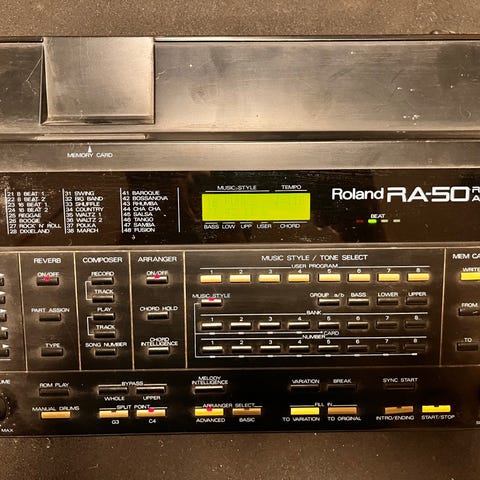 MEMORY CARD
21 8 BEAT 1
22 8 BEAT 2
23 16 BEAT 1
24 16 BEAT 2
25 REGGAE
26 BOOGIE
27 ROCK N' ROLL
28 DIXIELAND
31 SWING
32 BIG BAND
33 SHUFFLE
34 COUNTRY
35 WALTZ 1
36 WALTZ 2
37 POLKA
38 MARCH
41 BAROQUE
42 BOSSANOVA
43 RHUMBA
44 CHA CHA
45 SALSA
46 TANGO
47 SAMBA
48 FUSION
MUSIC STYLE TEMPO
BASS LOW UPP USER CHORD
Roland RA-50
BEAT
REVERB COMPOSER ARRANGER
MUSIC STYLE / TONE SELECT
USER PROGRAM
MEM CA
ON/OFF RECORD ON/OFF
1 2 3 4 5 6 7 8
WRITE
TRACK
MUSIC STYLE GROUP a/b BASS LOWER UPPER
PART ASSIGN PLAY CHORD HOLD
BANK
FROM
1 2 3 4 5 6 7 8
TRACK
CARD
NUMBER
TYPE SONG NUMBER CHORD INTELLIGENCE
1 2 3 4 5 6 7 8
TO
UME
ROM PLAY BYPASS MELODY INTELLIGENCE VARIATION BREAK SYNC START
WHOLE UPPER
MANUAL DRUMS SPLIT POINT ARRANGER SELECT FILL IN INTRO/ENDING START/STOP
MAX G3 C4 ADVANCED BASIC TO VARIATION TO ORIGINAL